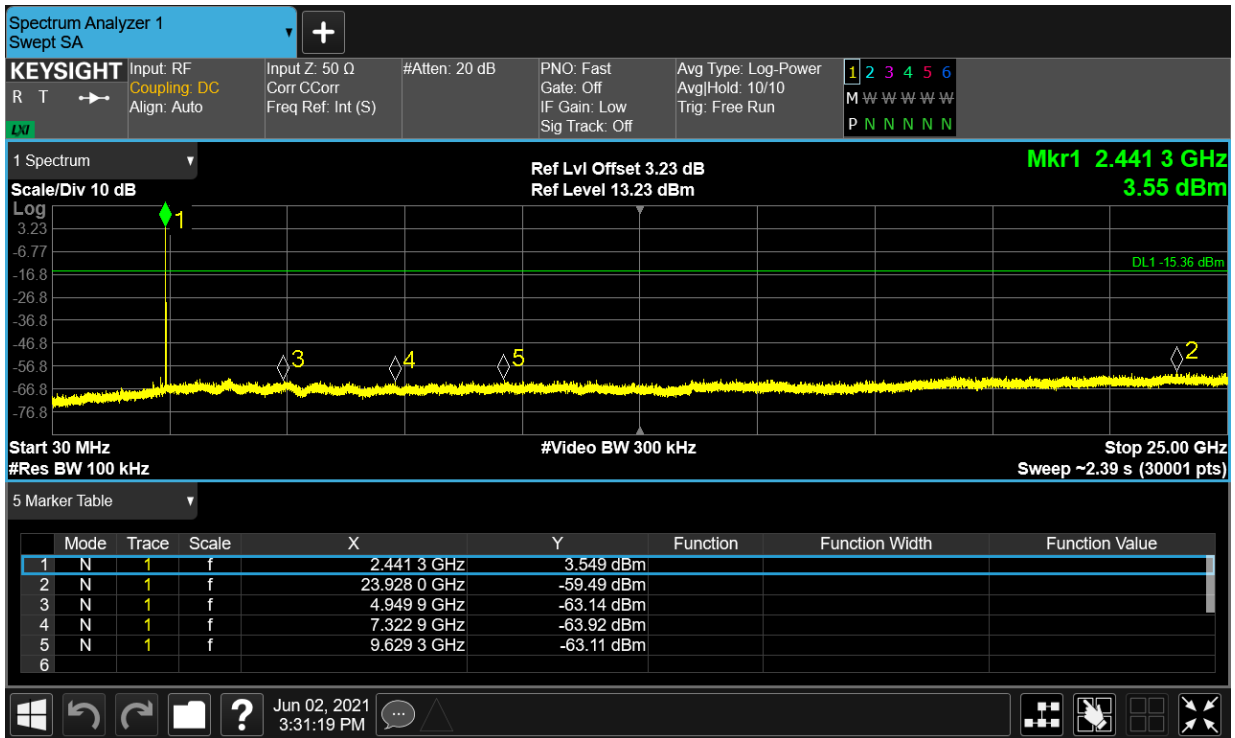 Spectrum Analyzer 1
Swept SA
+
KEYSIGHT
R T
LXI
Input: RF
Coupling: DC
Align: Auto
Input Z: 50 Ω
Corr CCorr
Freq Ref: Int (S)
#Atten: 20 dB
PNO: Fast
Gate: Off
IF Gain: Low
Sig Track: Off
Avg Type: Log-Power
Avg|Hold: 10/10
Trig: Free Run
1 2 3 4 5 6
M W W W W W
P N N N N N
1 Spectrum
Scale/Div 10 dB
Ref Lvl Offset 3.23 dB
Ref Level 13.23 dBm
Mkr1 2.441 3 GHz
3.55 dBm
Log
3.23
-6.77
-16.8
-26.8
-36.8
-46.8
-56.8
-66.8
-76.8
1
DL1 -15.36 dBm
3
4
5
2
Start 30 MHz
#Res BW 100 kHz
#Video BW 300 kHz
Stop 25.00 GHz
Sweep ~2.39 s (30001 pts)
5 Marker Table
Mode Trace Scale X Y Function Function Width Function Value
1 N 1 f 2.441 3 GHz 3.549 dBm
2 N 1 f 23.928 0 GHz -59.49 dBm
3 N 1 f 4.949 9 GHz -63.14 dBm
4 N 1 f 7.322 9 GHz -63.92 dBm
5 N 1 f 9.629 3 GHz -63.11 dBm
6
?
Jun 02, 2021
3:31:19 PM